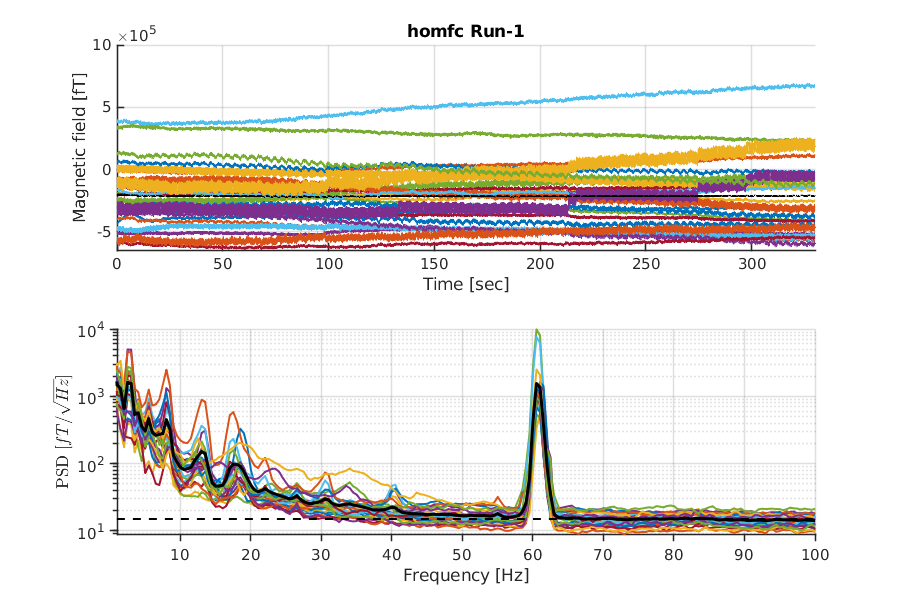 homfc Run-1
×10^5
Magnetic field [fT]
10
5
0
-5
0 50 100 150 200 250 300
Time [sec]
PSD [fT/√Hz]
10^4
10^3
10^2
10^1
10 20 30 40 50 60 70 80 90 100
Frequency [Hz]